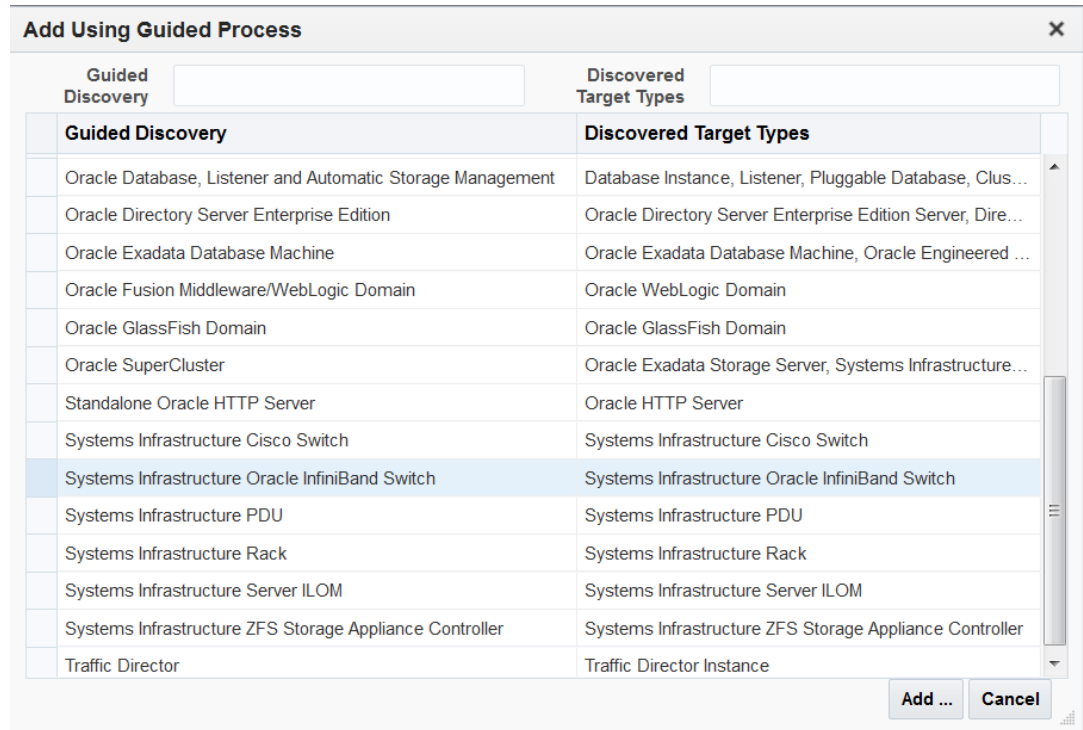 Add Using Guided Process
Guided
Discovery
Discovered
Target Types
Guided Discovery Discovered Target Types
Oracle Database, Listener and Automatic Storage Management Database Instance, Listener, Pluggable Database, Clus...
Oracle Directory Server Enterprise Edition Oracle Directory Server Enterprise Edition Server, Dire...
Oracle Exadata Database Machine Oracle Exadata Database Machine, Oracle Engineered ...
Oracle Fusion Middleware/WebLogic Domain Oracle WebLogic Domain
Oracle GlassFish Domain Oracle GlassFish Domain
Oracle SuperCluster Oracle Exadata Storage Server, Systems Infrastructure...
Standalone Oracle HTTP Server Oracle HTTP Server
Systems Infrastructure Cisco Switch Systems Infrastructure Cisco Switch
Systems Infrastructure Oracle InfiniBand Switch Systems Infrastructure Oracle InfiniBand Switch
Systems Infrastructure PDU Systems Infrastructure PDU
Systems Infrastructure Rack Systems Infrastructure Rack
Systems Infrastructure Server ILOM Systems Infrastructure Server ILOM
Systems Infrastructure ZFS Storage Appliance Controller Systems Infrastructure ZFS Storage Appliance Controller
Traffic Director Traffic Director Instance
Add ... Cancel